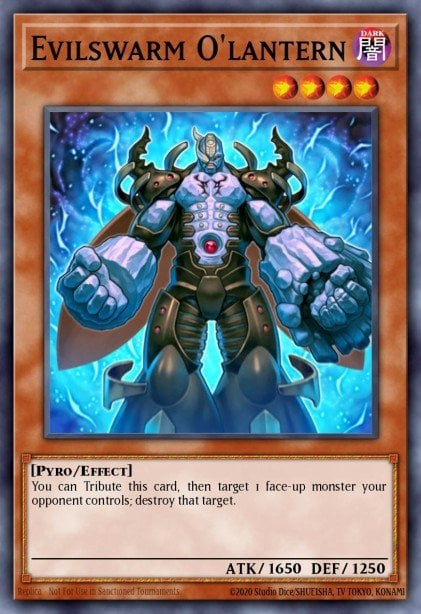 Evilswarm O'lantern
DARK
闇
[Pyro/Effect]
You can Tribute this card, then target 1 face-up monster your
opponent controls; destroy that target.
ATK/1650 DEF/1250
Replica - Not For Use in Sanctioned Tournaments
©2020 Studio Dice/SHUEISHA, TV TOKYO, KONAMI